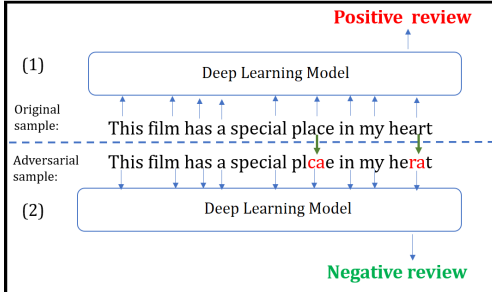 Positive review
(1)
Deep Learning Model
Original
sample:
This film has a special place in my heart
Adversarial
sample:
This film has a special plcae in my herat
(2)
Deep Learning Model
Negative review